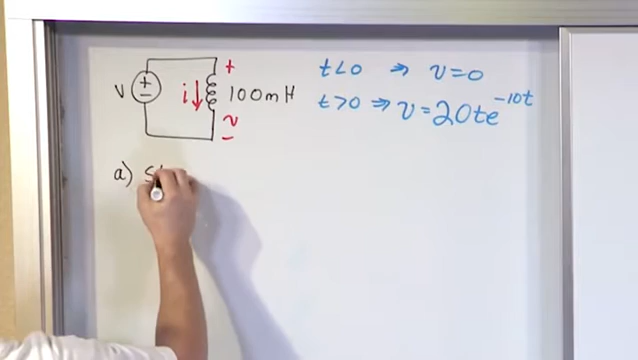 t<0 ⇒ v=0
t>0 ⇒ v=20te^-10t
+
V + − i 100mH
v
−
a) S